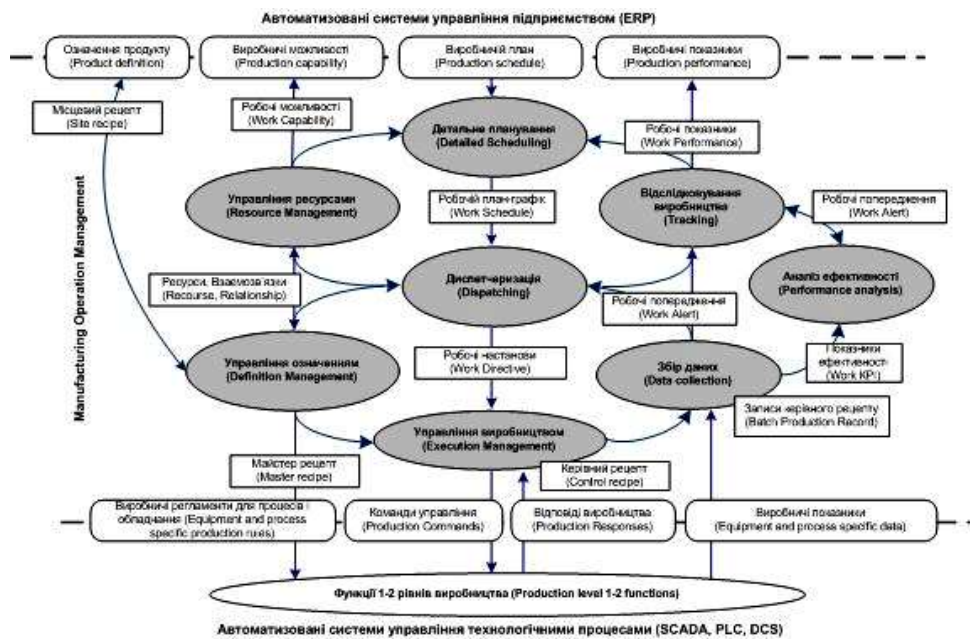 Автоматизовані системи управління підприємством (ERP)
Означення продукту
(Product definition)
Виробничі можливості
(Production capability)
Виробничій план
(Production schedule)
Виробничі показники
(Production performance)
Місцевий рецепт
(Site recipe)
Робочі можливості
(Work Capability)
Детальне планування
(Detailed Scheduling)
Робочі показники
(Work Performance)
Управління ресурсами
(Resource Management)
Робочій план-графік
(Work Schedule)
Відслідковування
виробництва
(Tracking)
Робочі попередження
(Work Alert)
Manufacturing Operation Management
Ресурси, Взаємозв'язки
(Recourse, Relationship)
Диспетчеризація
(Dispatching)
Робочі попередження
(Work Alert)
Аналіз ефективності
(Performance analysis)
Управління означенням
(Definition Management)
Робочі настанови
(Work Directive)
Збір даних
(Data collection)
Показники
ефективності
(Work KPI)
Управління виробництвом
(Execution Management)
Записи керівного рецепту
(Batch Production Record)
Майстер рецепт
(Master recipe)
Керівний рецепт
(Control recipe)
Виробничі регламенти для процесів і
обладнання (Equipment and process
specific production rules)
Команди управління
(Production Commands)
Відповіді виробництва
(Production Responses)
Виробничі показники
(Equipment and process specific data)
Функції 1-2 рівнів виробництва (Production level 1-2 functions)
Автоматизовані системи управління технологічними процесами (SCADA, PLC, DCS)